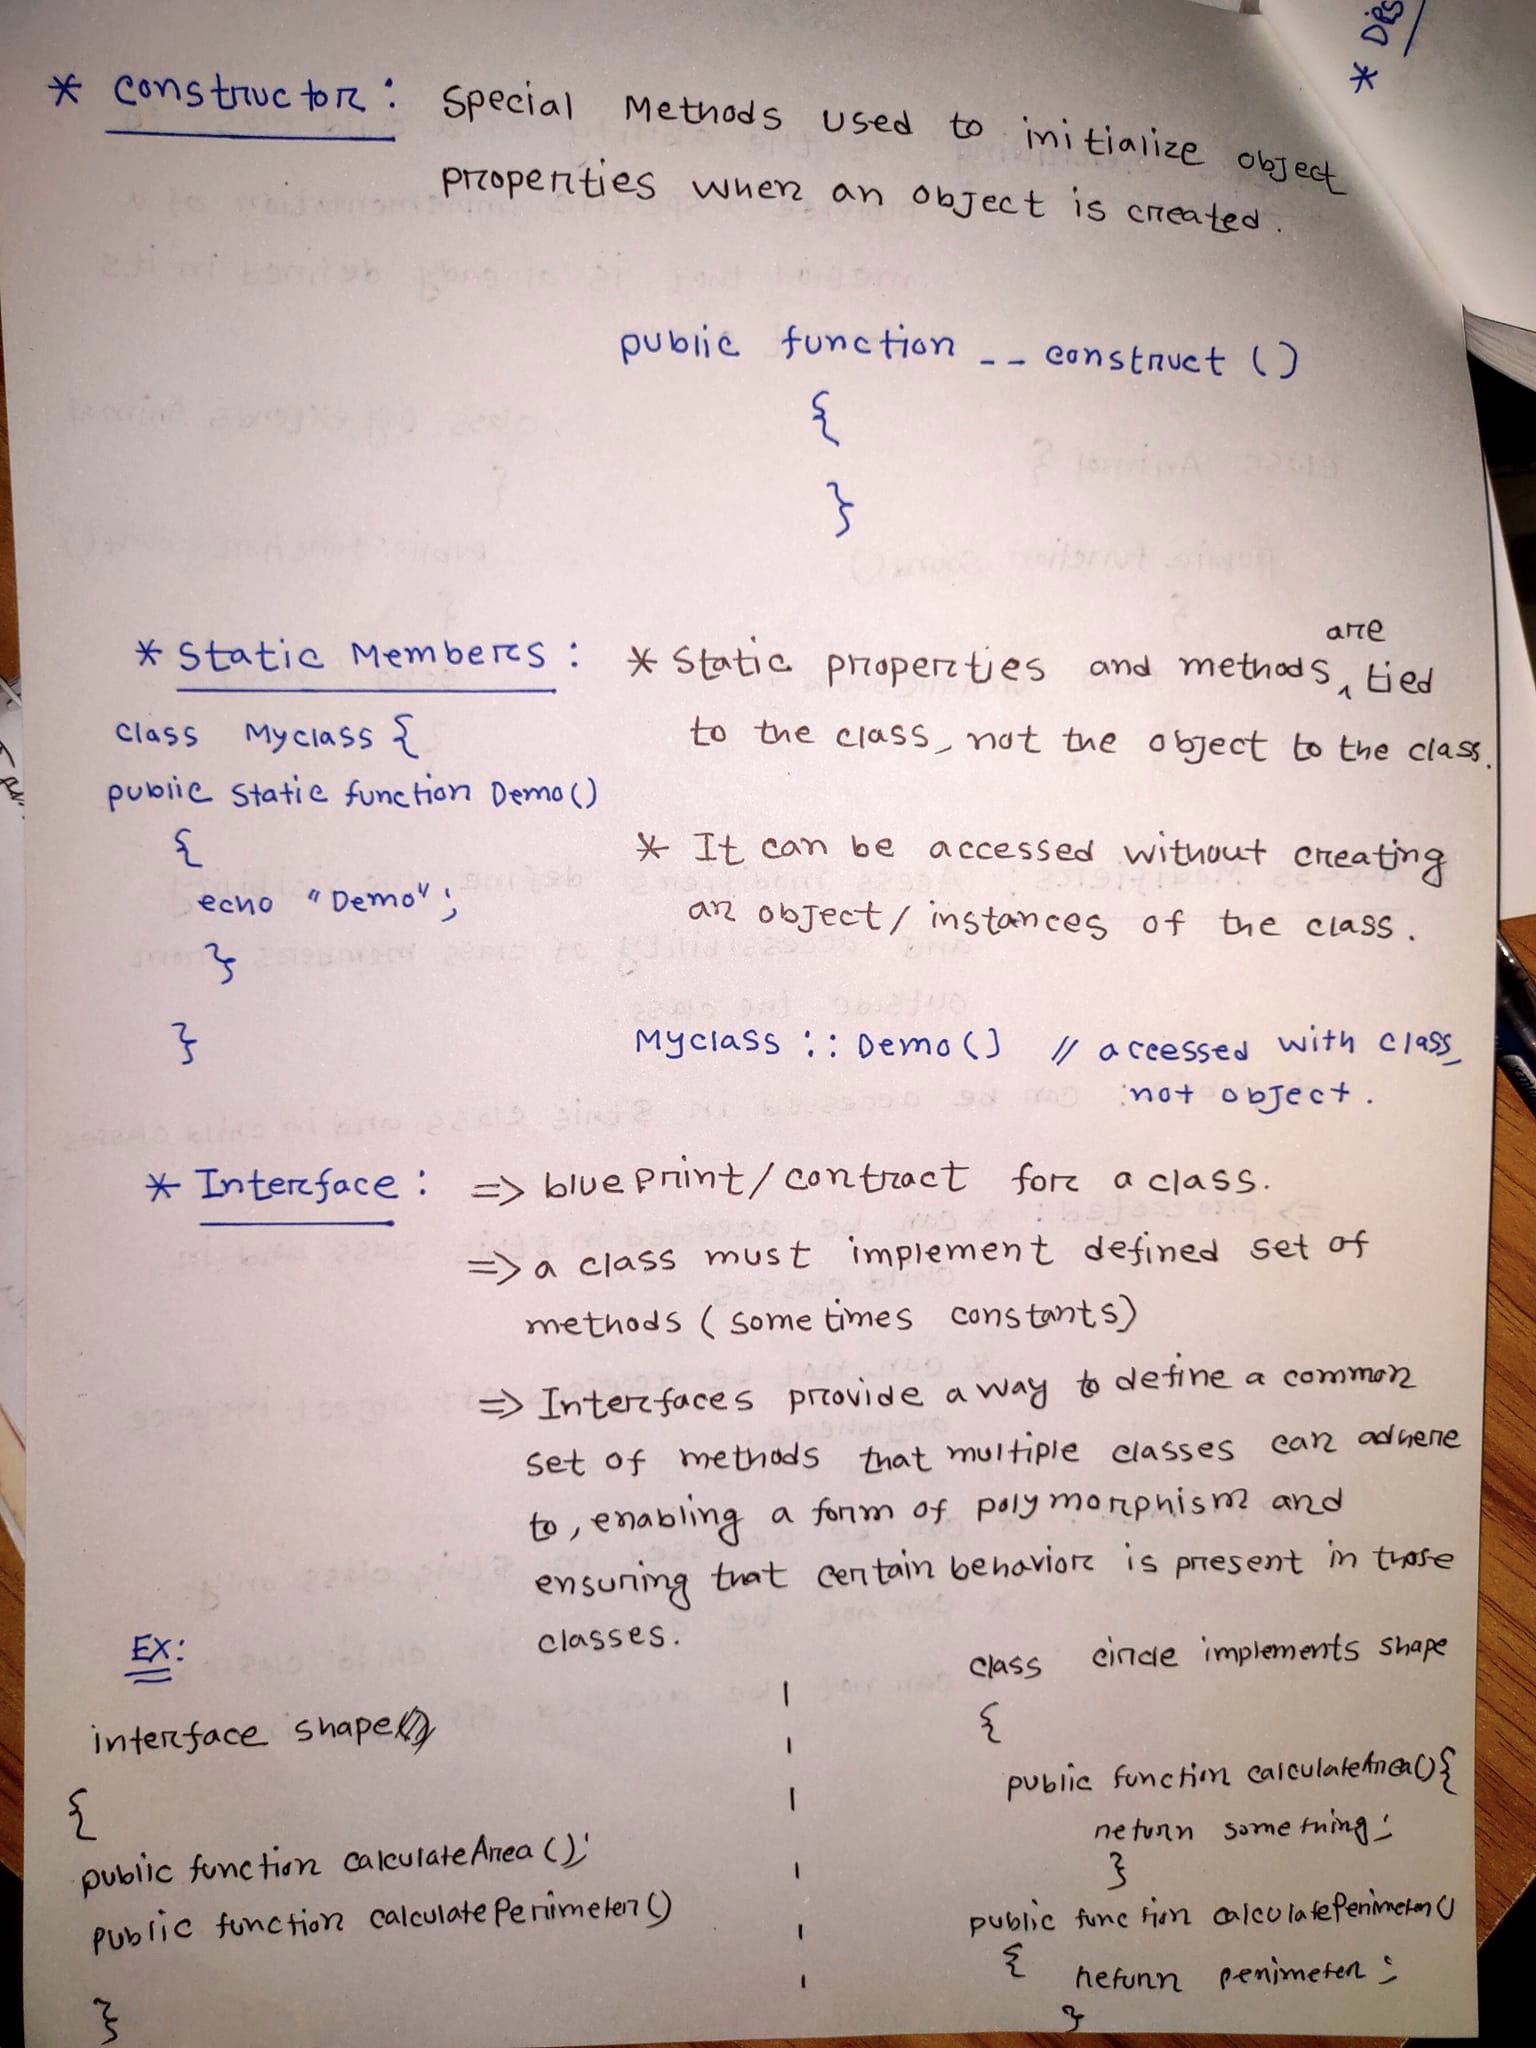 * Constructor: Special Methods used to initialize object
properties when an object is created.
public function __construct ()
{
}
* Static Members:
class Myclass {
public static function Demo()
{
echo "Demo";
}
}
* Static properties and methods are tied
to the class, not the object to the class.
* It can be accessed without creating
an object/instances of the class.
Myclass :: Demo() // accessed with class,
not object.
* Interface: => blueprint/contract for a class.
=> a class must implement defined set of
methods (sometimes constants)
=> Interfaces provide a way to define a common
set of methods that multiple classes can adhere
to, enabling a form of polymorphism and
ensuring that certain behavior is present in those
classes.
EX:
interface shape
{
public function calculateArea();
public function calculatePerimeter()
}
class circle implements shape
{
public function calculateArea(){
return something;
}
public function calculatePerimeter()
{ return perimeter;
}